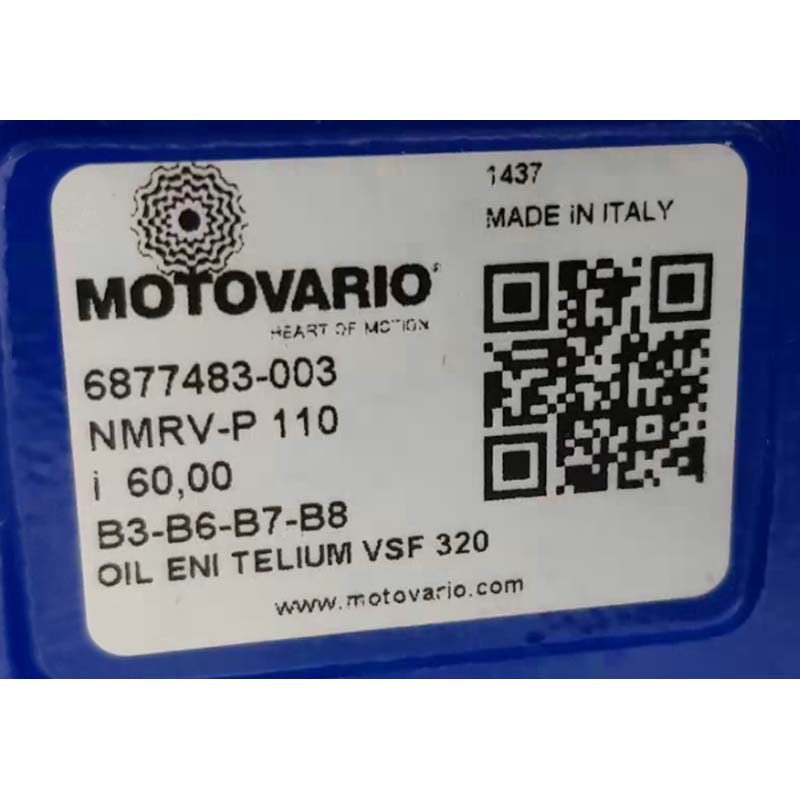 MOTOVARIO
HEART OF MOTION
6877483-003
NMRV-P 110
i 60,00
B3-B6-B7-B8
OIL ENI TELIUM VSF 320
www.motovario.com
1437
MADE iN ITALY